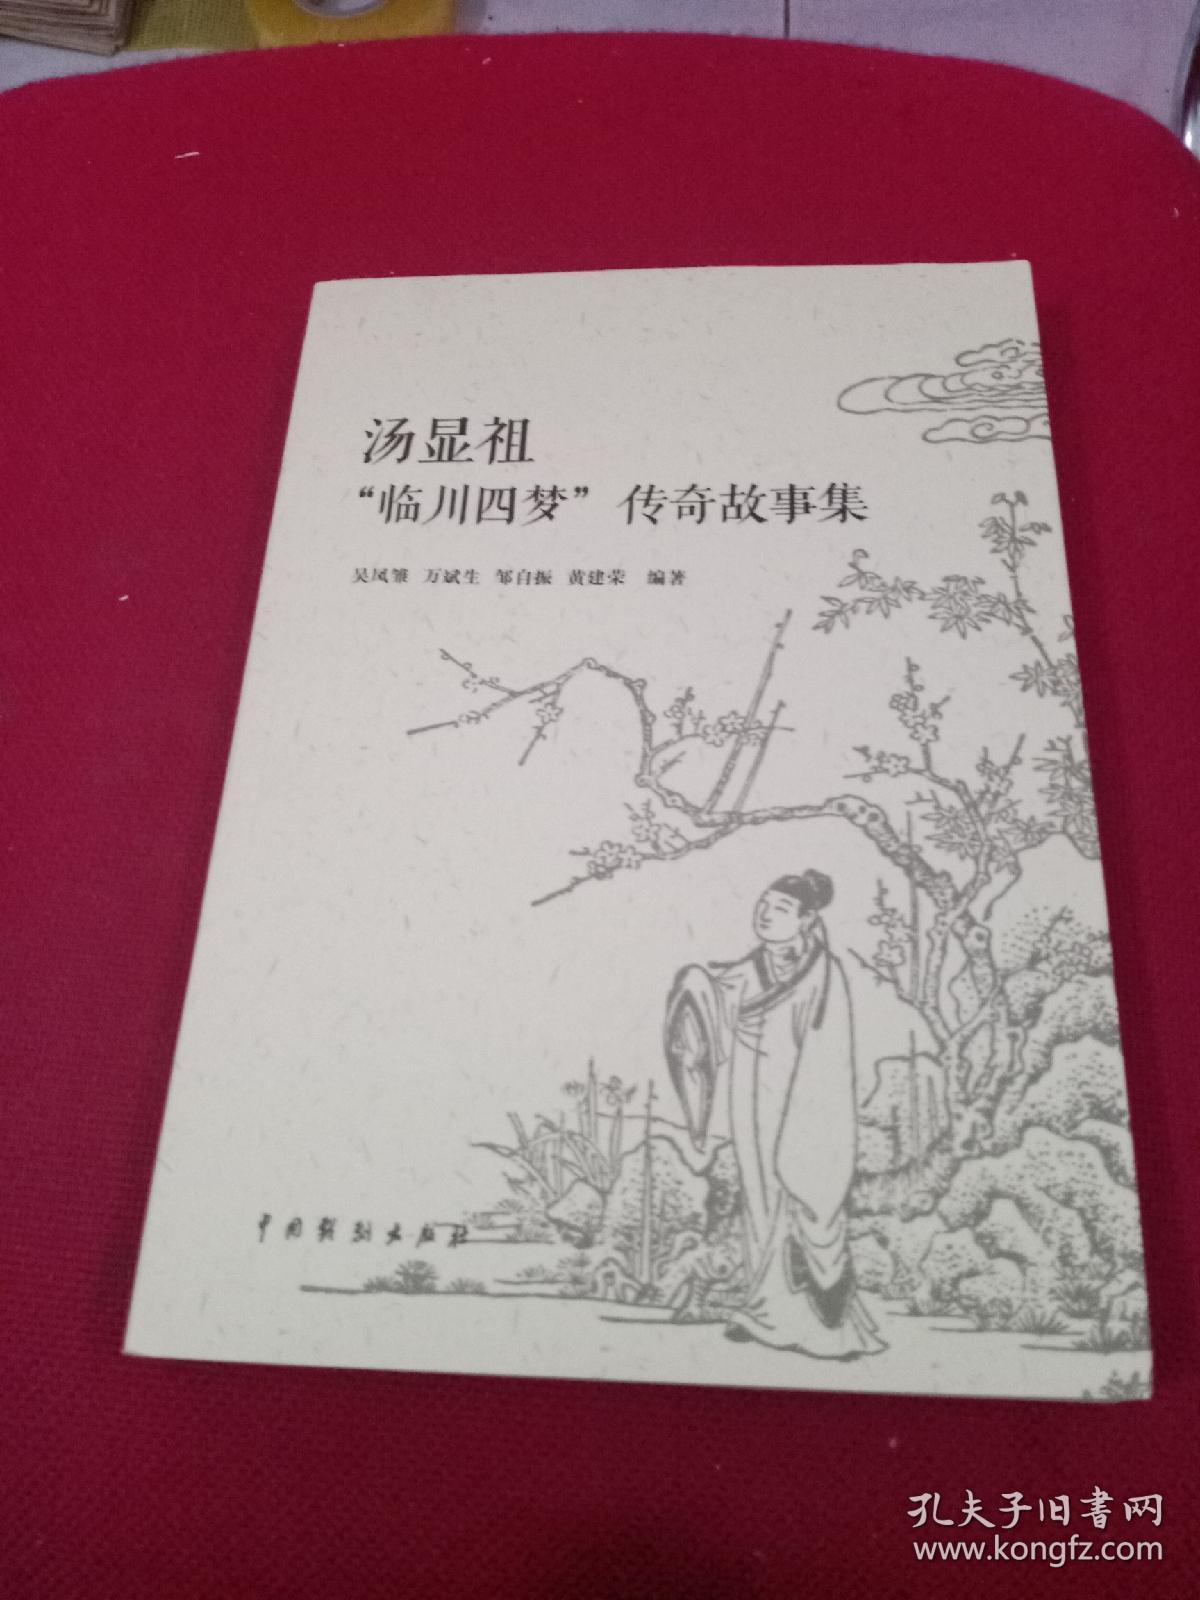 汤显祖
“临川四梦”传奇故事集
吴凤雏 万斌生 邹自振 黄建荣 编著
中国戏剧出版社
孔夫子旧书网
www.kongfz.com